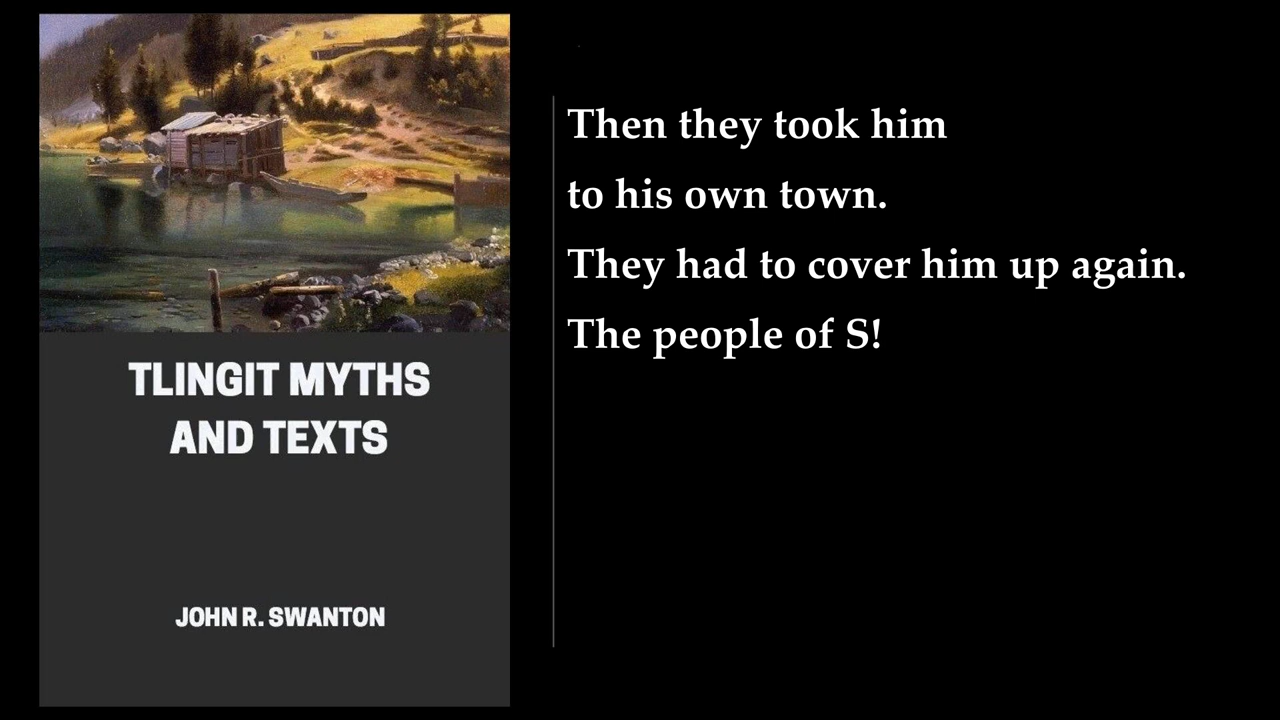 TLINGIT MYTHS
AND TEXTS
JOHN R. SWANTON
Then they took him
to his own town.
They had to cover him up again.
The people of S!